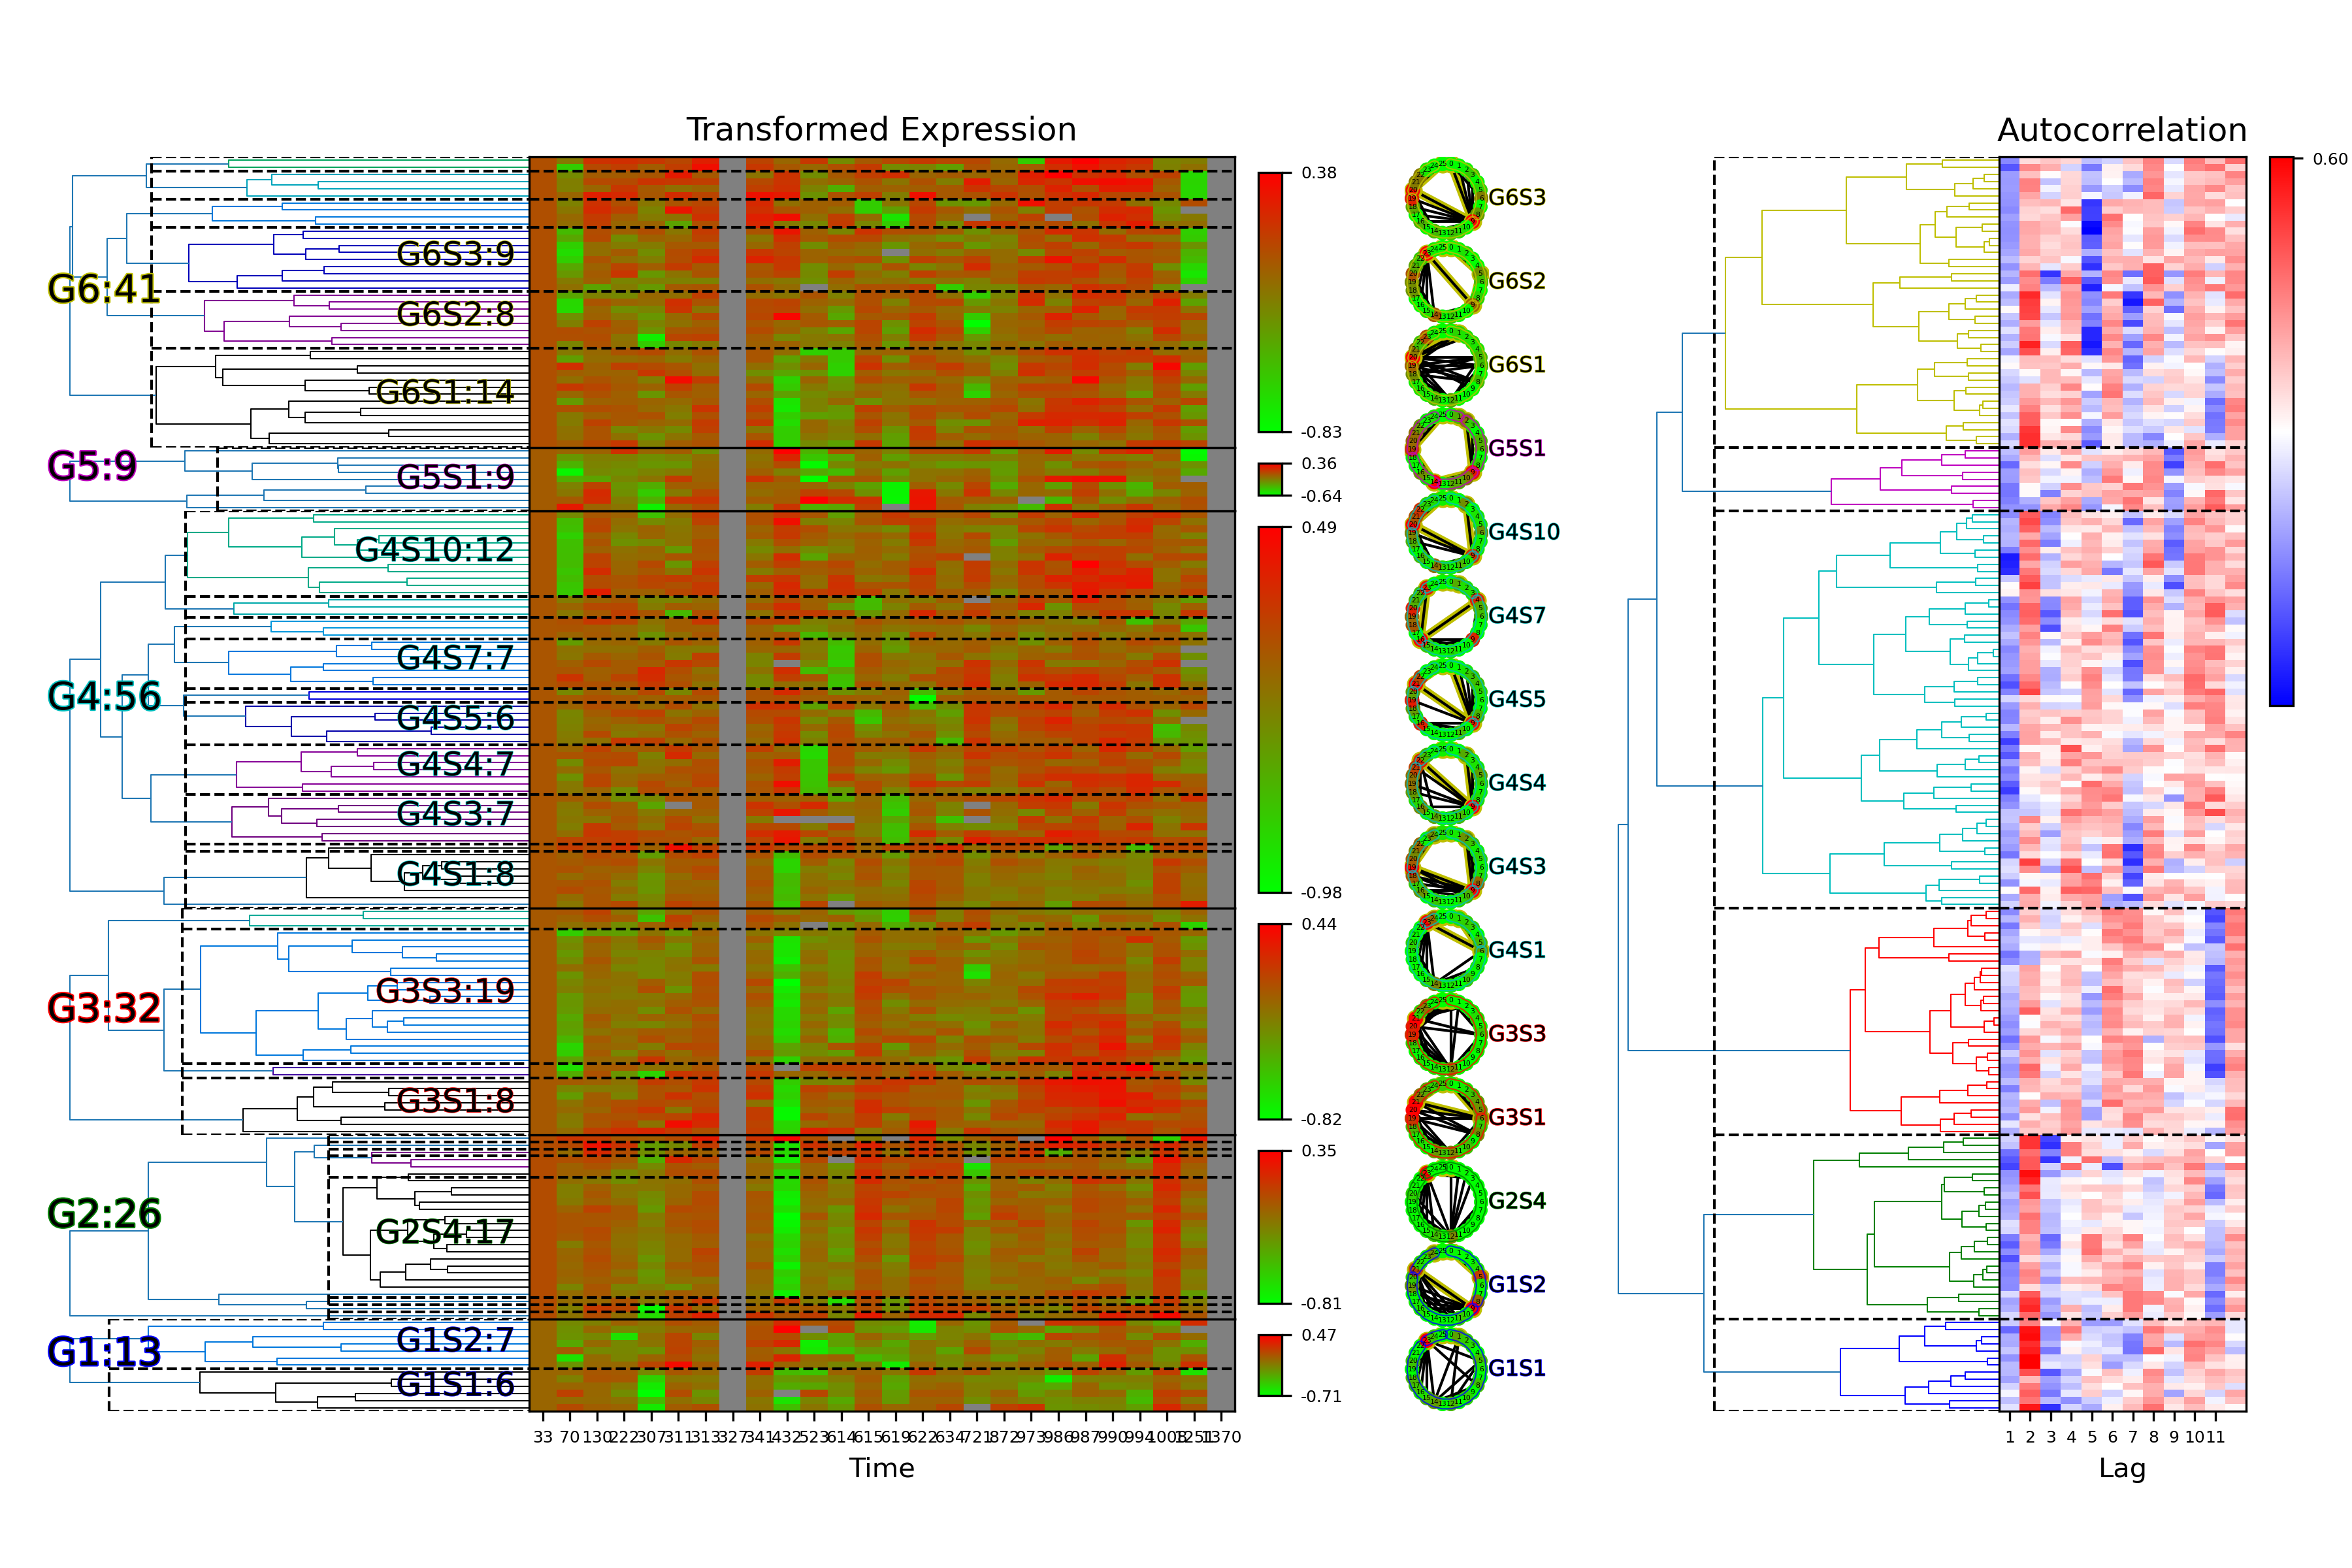 Transformed Expression
Autocorrelation
G6:41
G6S3:9
G6S2:8
G6S1:14
G5:9
G5S1:9
G4:56
G4S10:12
G4S7:7
G4S5:6
G4S4:7
G4S3:7
G4S1:8
G3:32
G3S3:19
G3S1:8
G2:26
G2S4:17
G1:13
G1S2:7
G1S1:6
0.38
-0.83
0.36
-0.64
0.49
-0.98
0.44
-0.82
0.35
-0.81
0.47
-0.71
G6S3
G6S2
G6S1
G5S1
G4S10
G4S7
G4S5
G4S4
G4S3
G4S1
G3S3
G3S1
G2S4
G1S2
G1S1
0.60
33 70 130 222 307 311 313 327 341 432 523 614 615 619 622 634 721 872 973 986 987 990 994 1008 1251 1370
Time
1 2 3 4 5 6 7 8 9 10 11
Lag